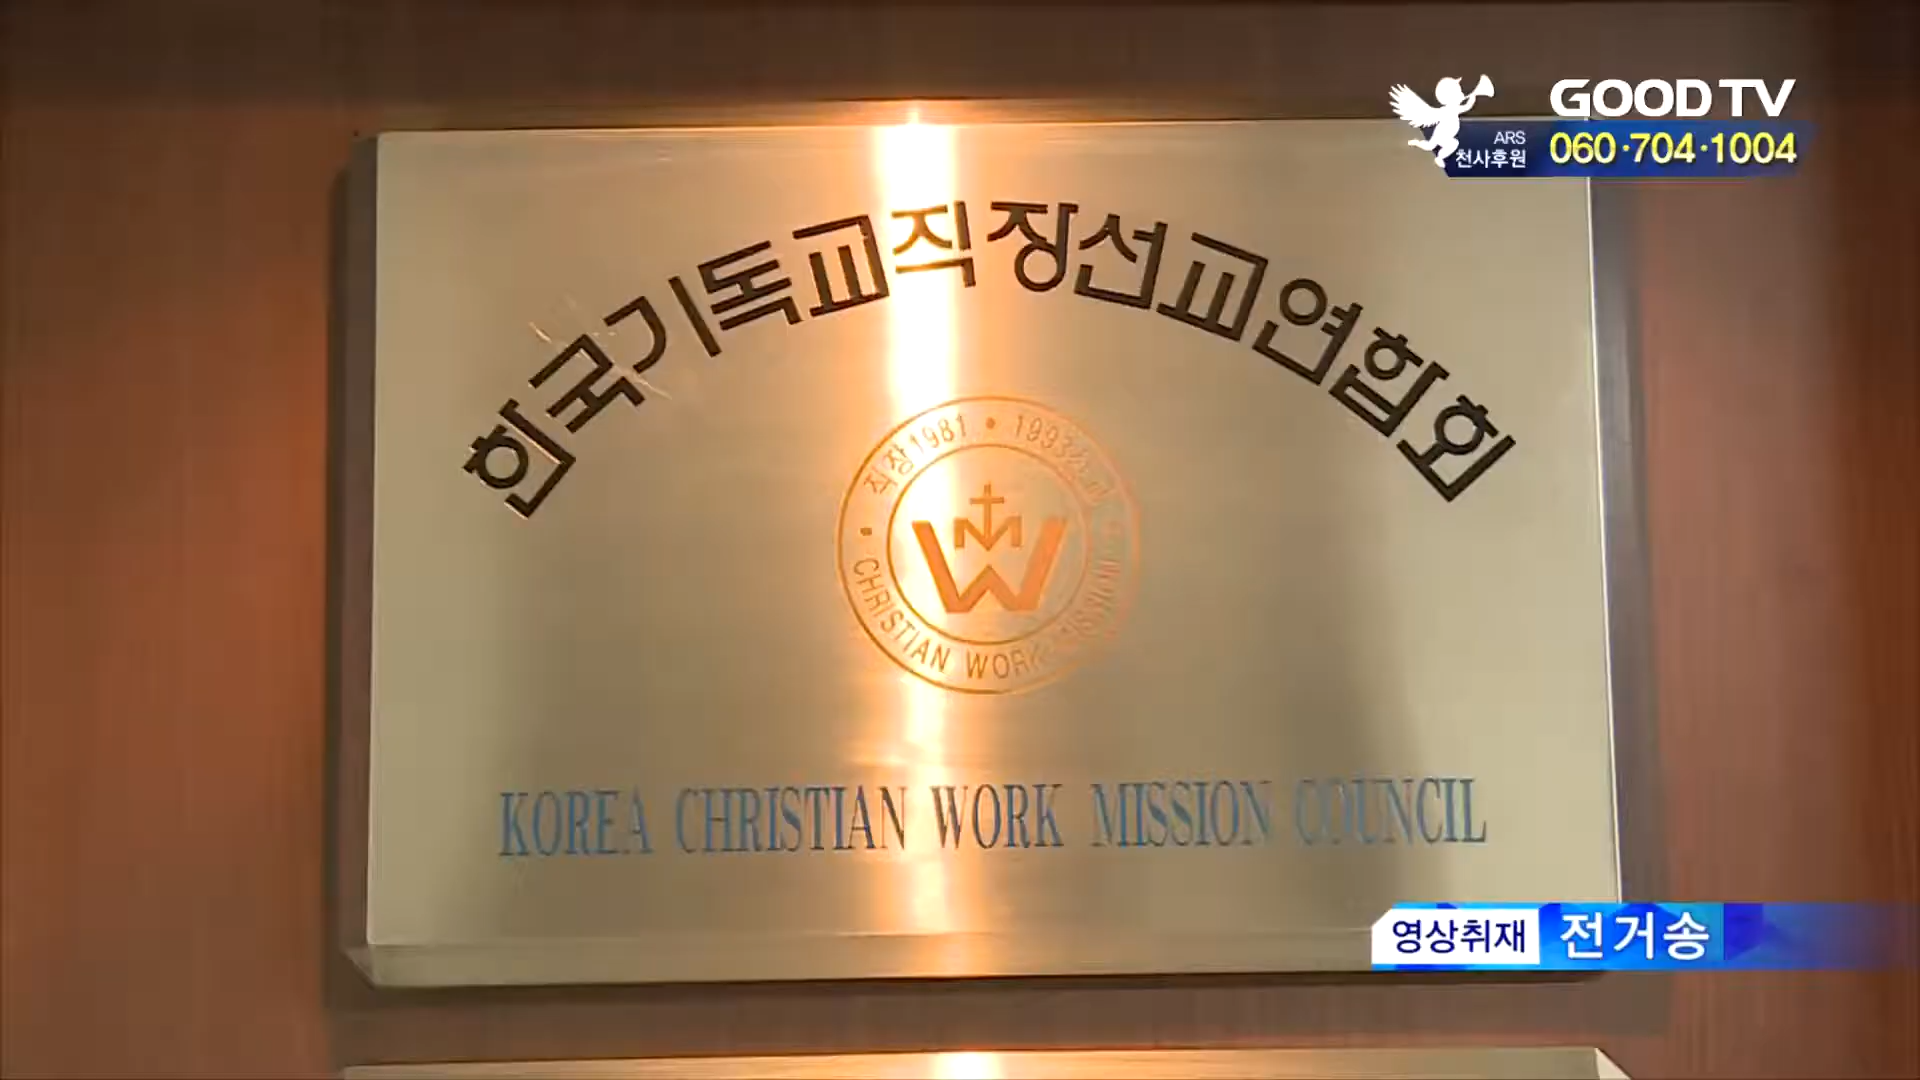 GOOD TV
ARS
천사후원
060·704·1004
한국기독교직장선교연합회
직장1981 • 1993
CHRISTIAN WORK MISSION
KOREA CHRISTIAN WORK MISSION COUNCIL
영상취재 전거송